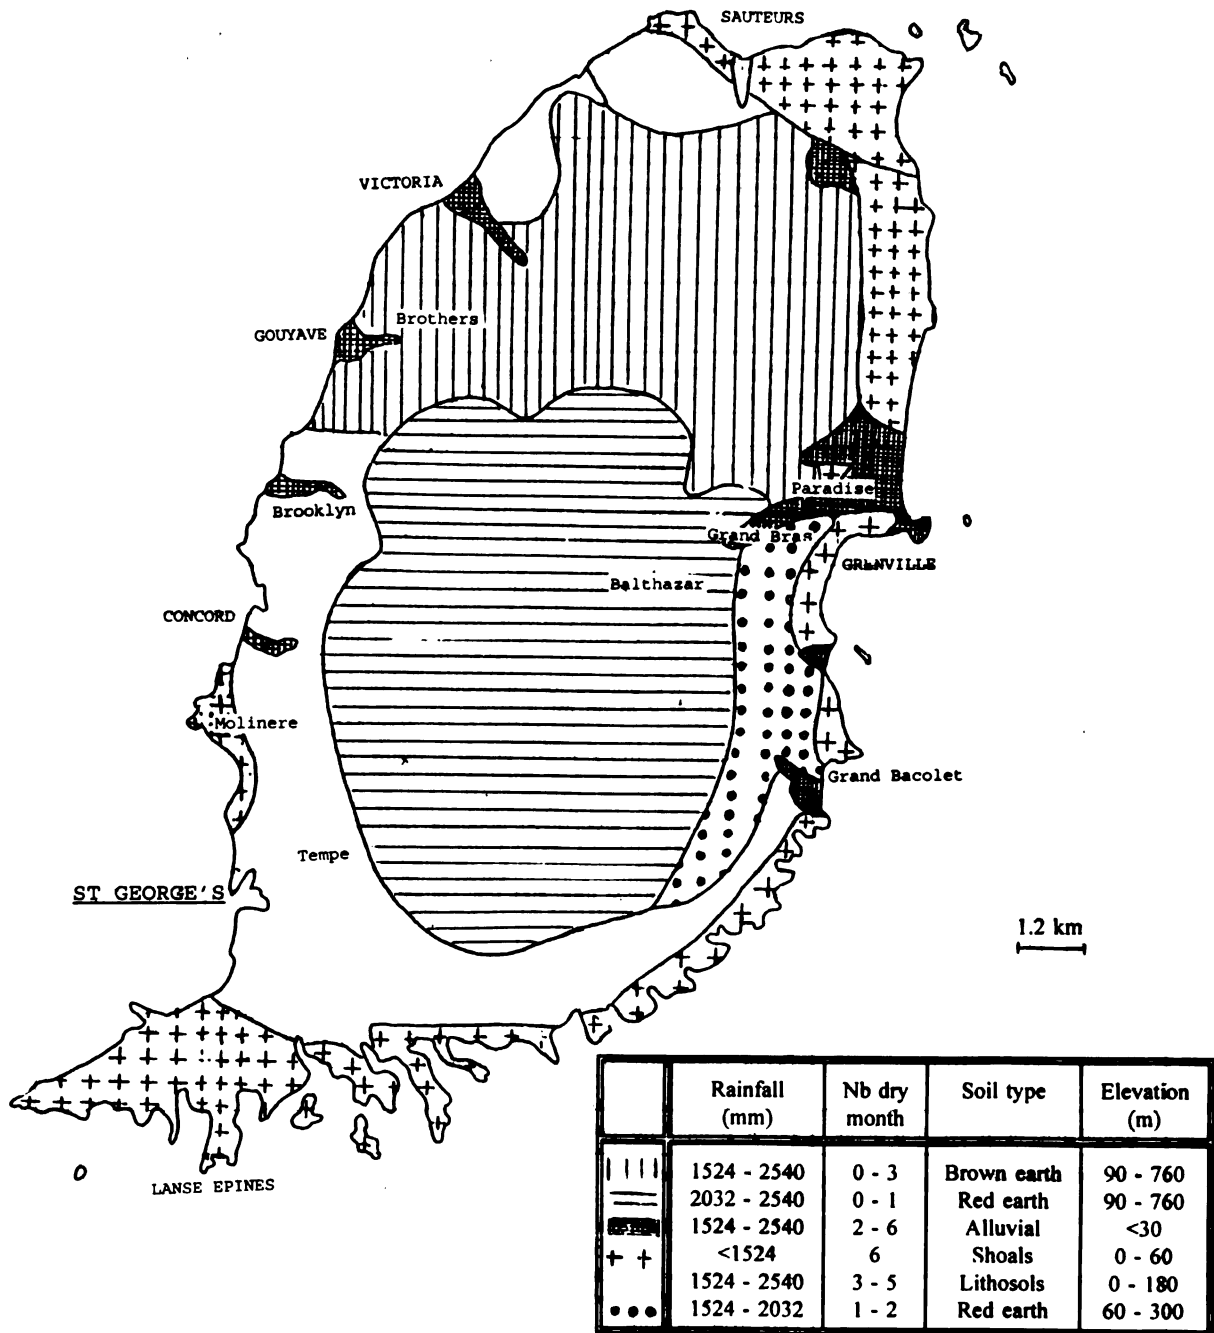 SAUTEURS
VICTORIA
Brothers
GOUYAVE
Paradise
Brooklyn
Grand Bras
GRENVILLE
Balthazar
CONCORD
Molinere
Grand Bacolet
Tempe
ST GEORGE'S
1.2 km
LANSE EPINES
Rainfall (mm) Nb dry month Soil type Elevation (m)
1524 - 2540 0 - 3 Brown earth 90 - 760
2032 - 2540 0 - 1 Red earth 90 - 760
1524 - 2540 2 - 6 Alluvial <30
<1524 6 Shoals 0 - 60
1524 - 2540 3 - 5 Lithosols 0 - 180
1524 - 2032 1 - 2 Red earth 60 - 300